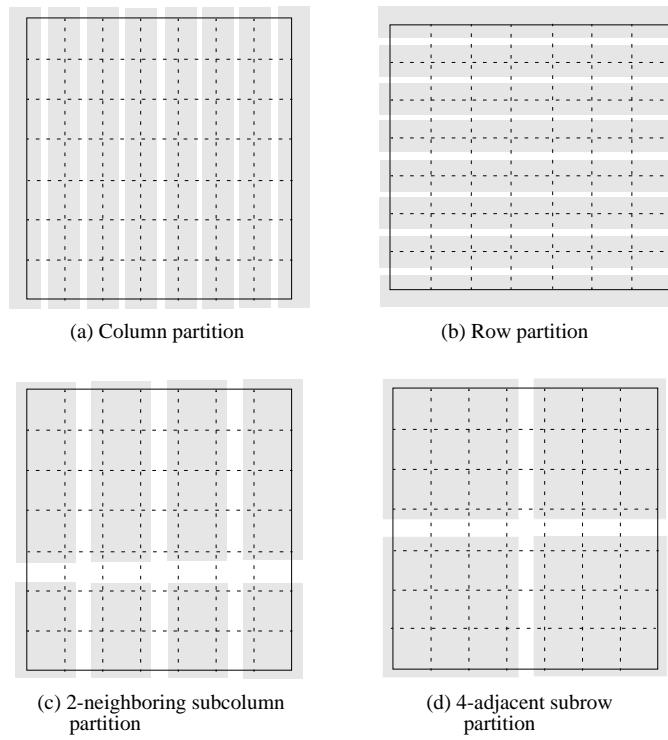 (a) Column partition
(b) Row partition
(c) 2-neighboring subcolumn
partition
(d) 4-adjacent subrow
partition